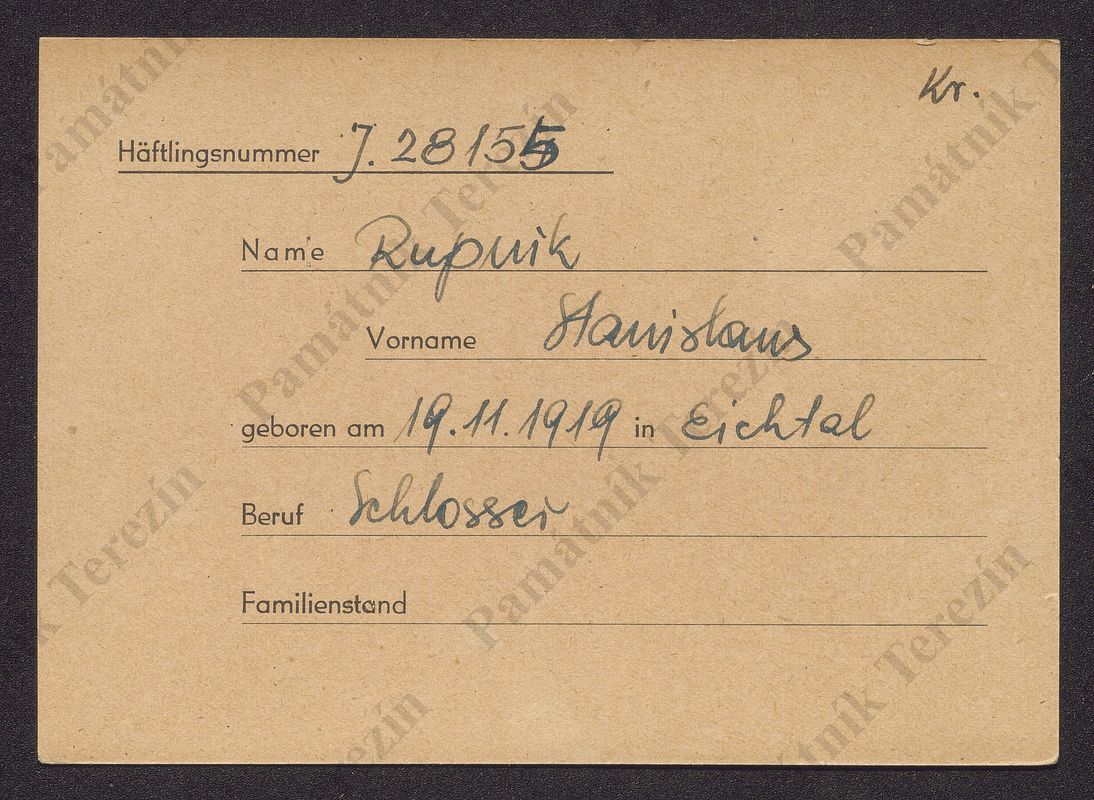 Kr.
Häftlingsnummer J. 28155
Name Rupnik
Vorname Stanislaus
geboren am 19.11.1919 in Eichtal
Beruf Schlosser
Familienstand
Památník Terezín